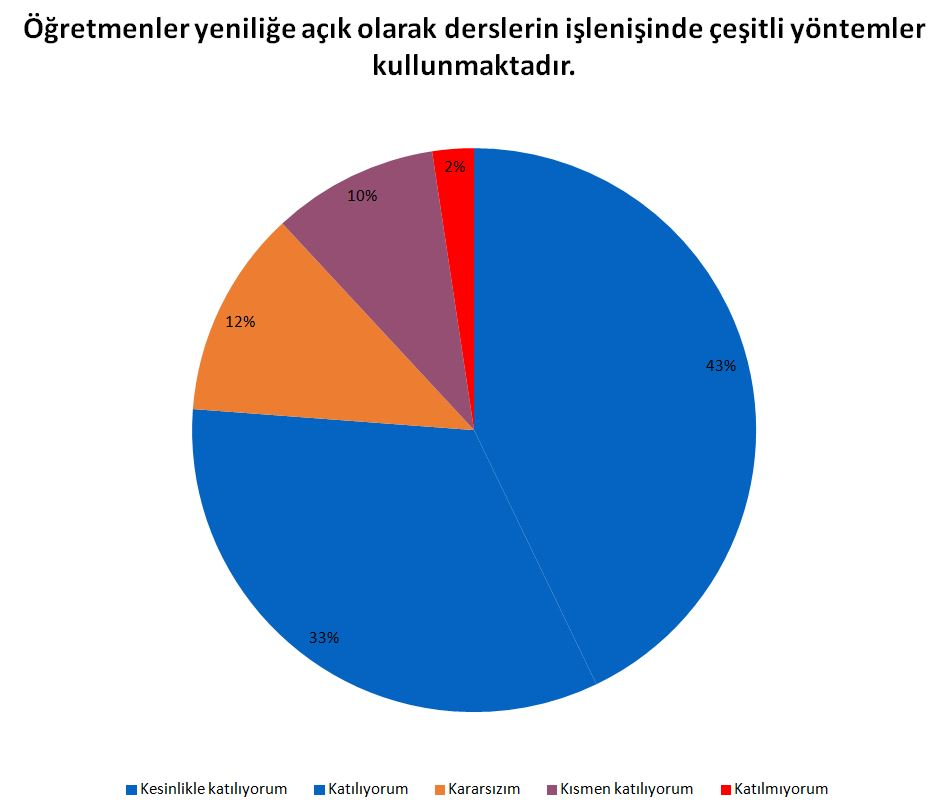 Öğretmenler yeniliğe açık olarak derslerin işlenişinde çeşitli yöntemler
kullunmaktadır.
2%
10%
12%
43%
33%
Kesinlikle katılıyorum Katılıyorum Kararsızım Kısmen katılıyorum Katılmıyorum